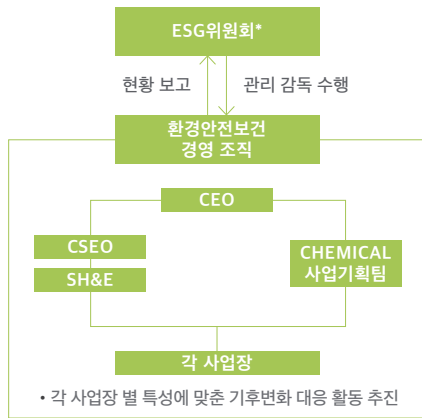 ESG위원회*
현황 보고
관리 감독 수행
환경안전보건
경영 조직
CEO
CSEO
SH&E
CHEMICAL
사업기획팀
각 사업장
• 각 사업장 별 특성에 맞춘 기후변화 대응 활동 추진